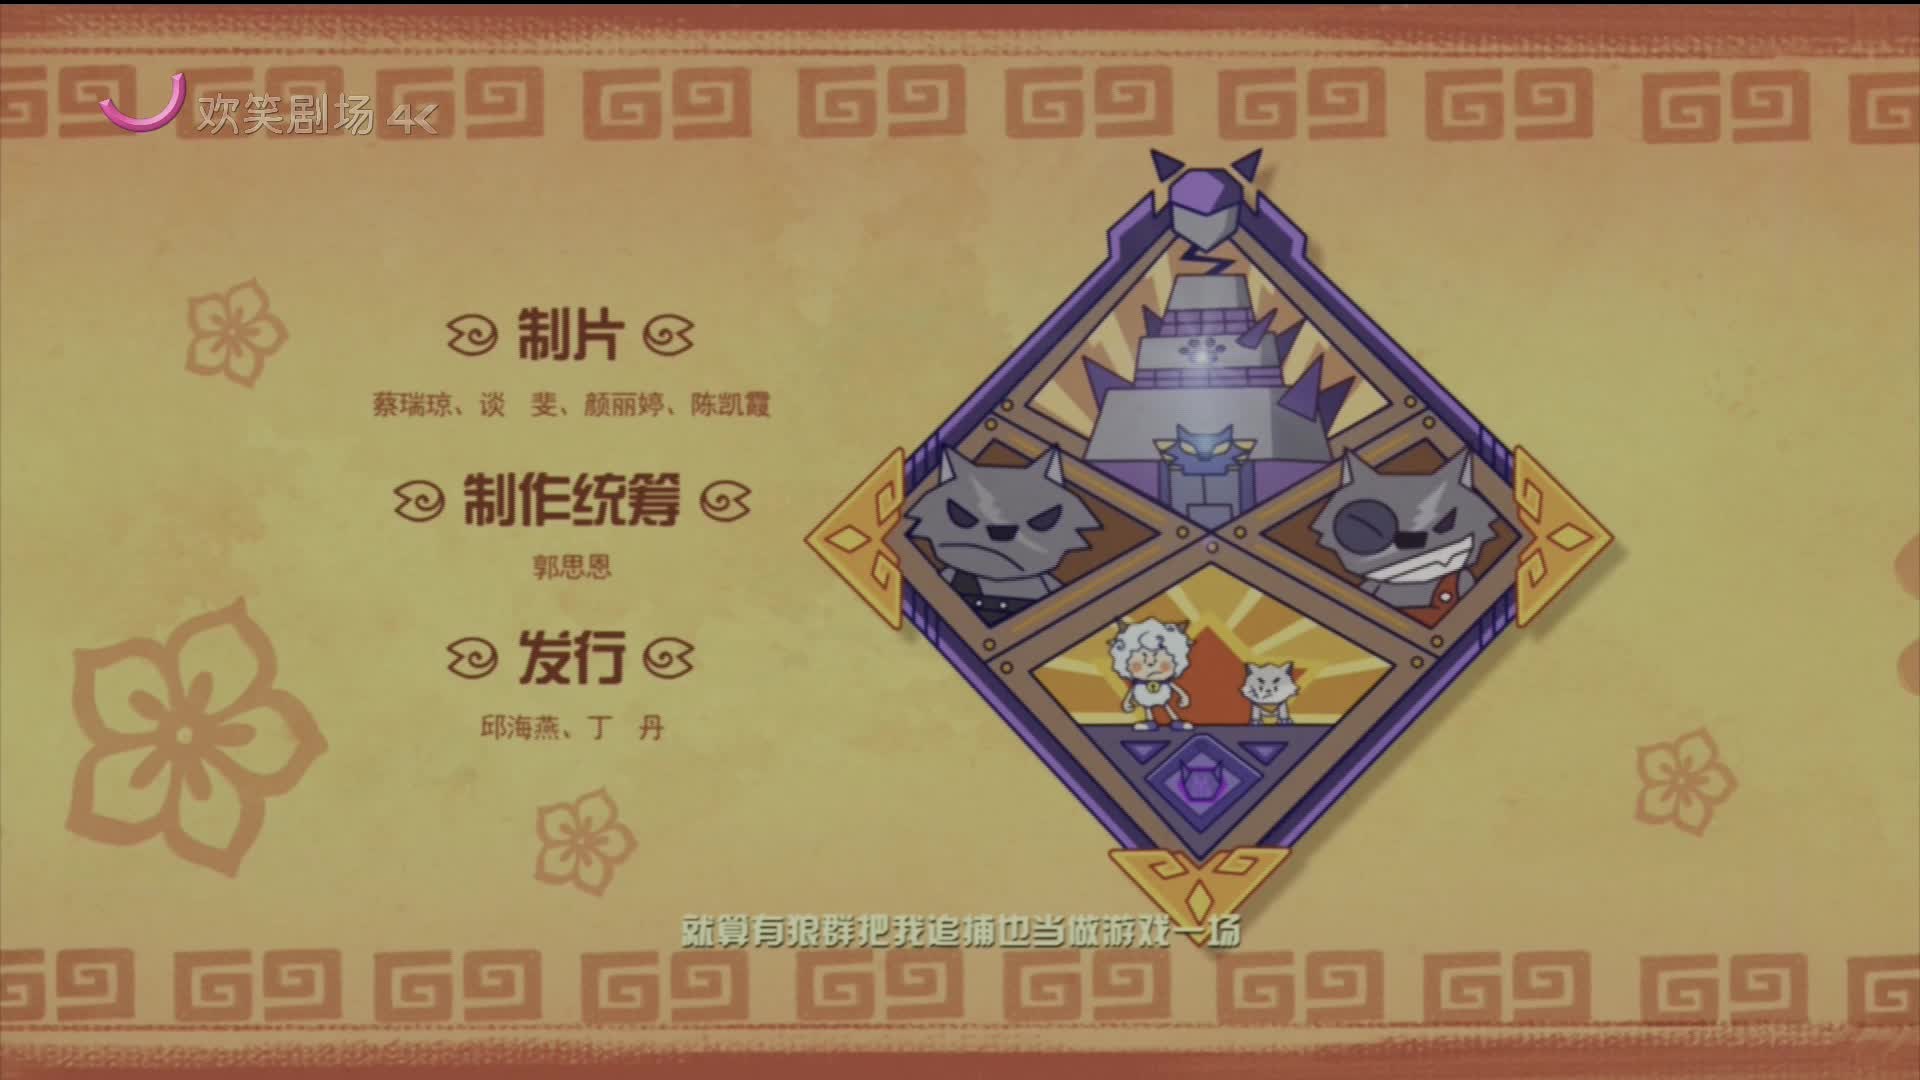 欢笑剧场 4K
制片
蔡瑞琼、谈　斐、颜丽婷、陈凯霞
制作统筹
郭思恩
发行
邱海燕、丁　丹
就算有狼群把我追捕也当做游戏一场